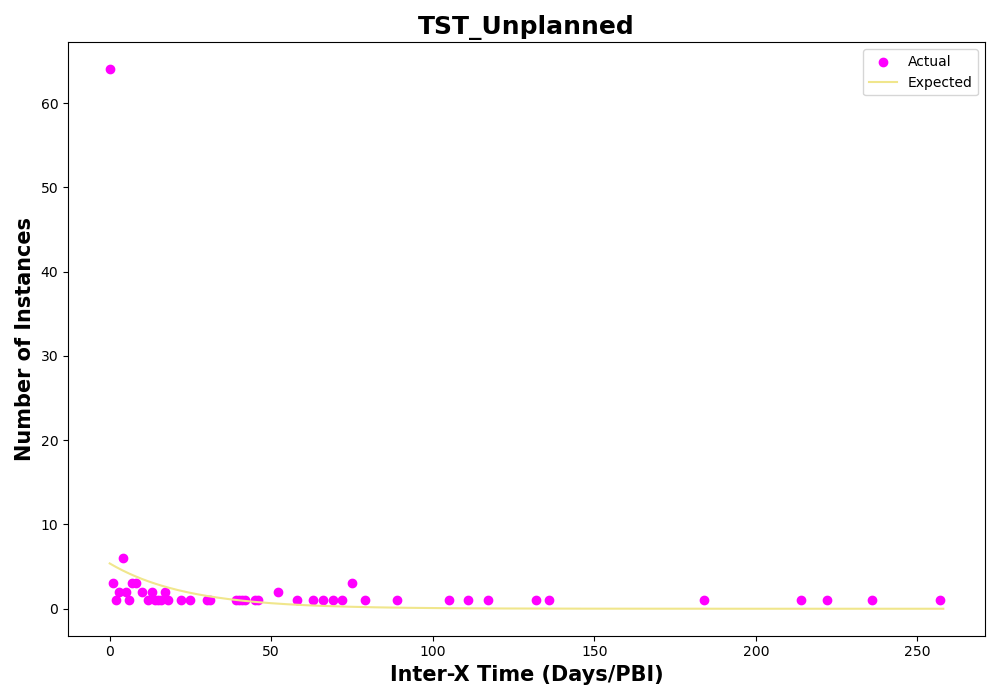 TST_Unplanned
Actual
Expected
Number of Instances
60
50
40
30
20
10
0
0 50 100 150 200 250
Inter-X Time (Days/PBI)